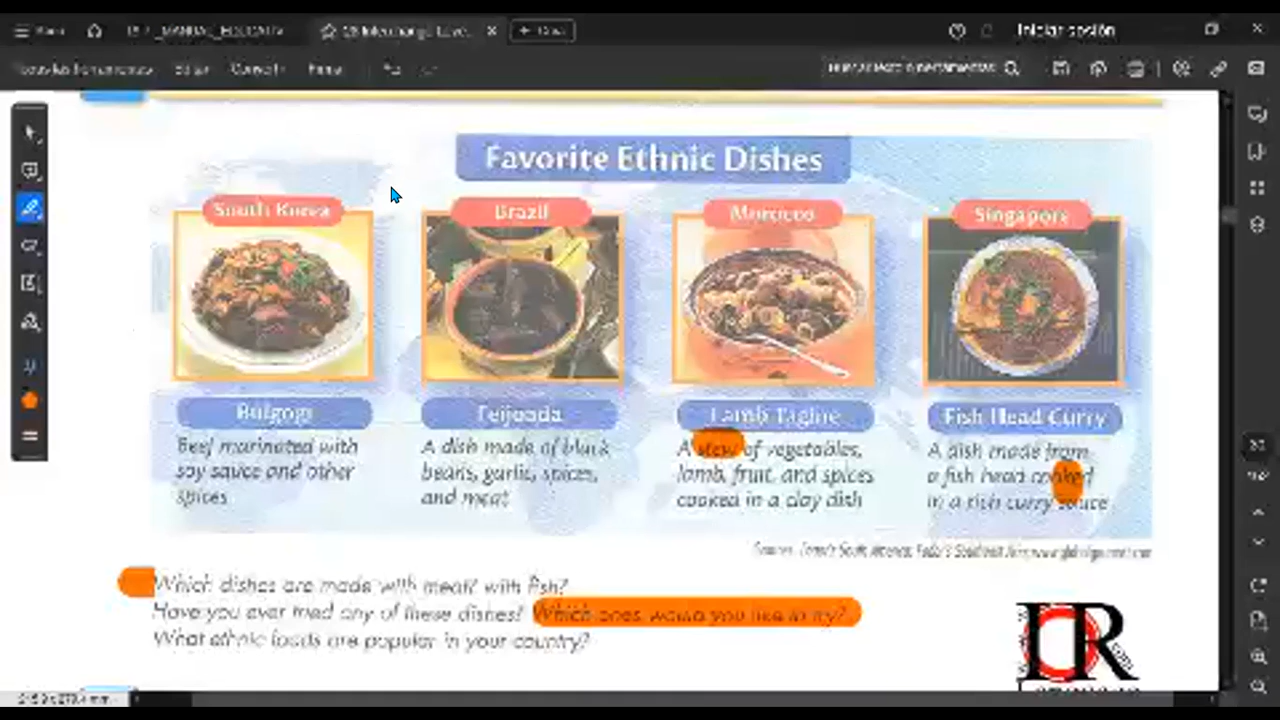 Iniciar sesión
Favorite Ethnic Dishes
South Korea
Brazil
Morocco
Singapore
Bulgogi
Feijoada
Lamb Tagine
Fish Head Curry
Beef marinated with
soy sauce and other
spices
A dish made of black
beans, garlic, spices,
and meat
A stew of vegetables,
lamb, fruit, and spices
cooked in a clay dish
A dish made from
a fish head cooked
in a rich curry sauce
Which dishes are made with meat? with fish?
Have you ever tried any of these dishes? Which ones would you like to try?
What ethnic foods are popular in your country?